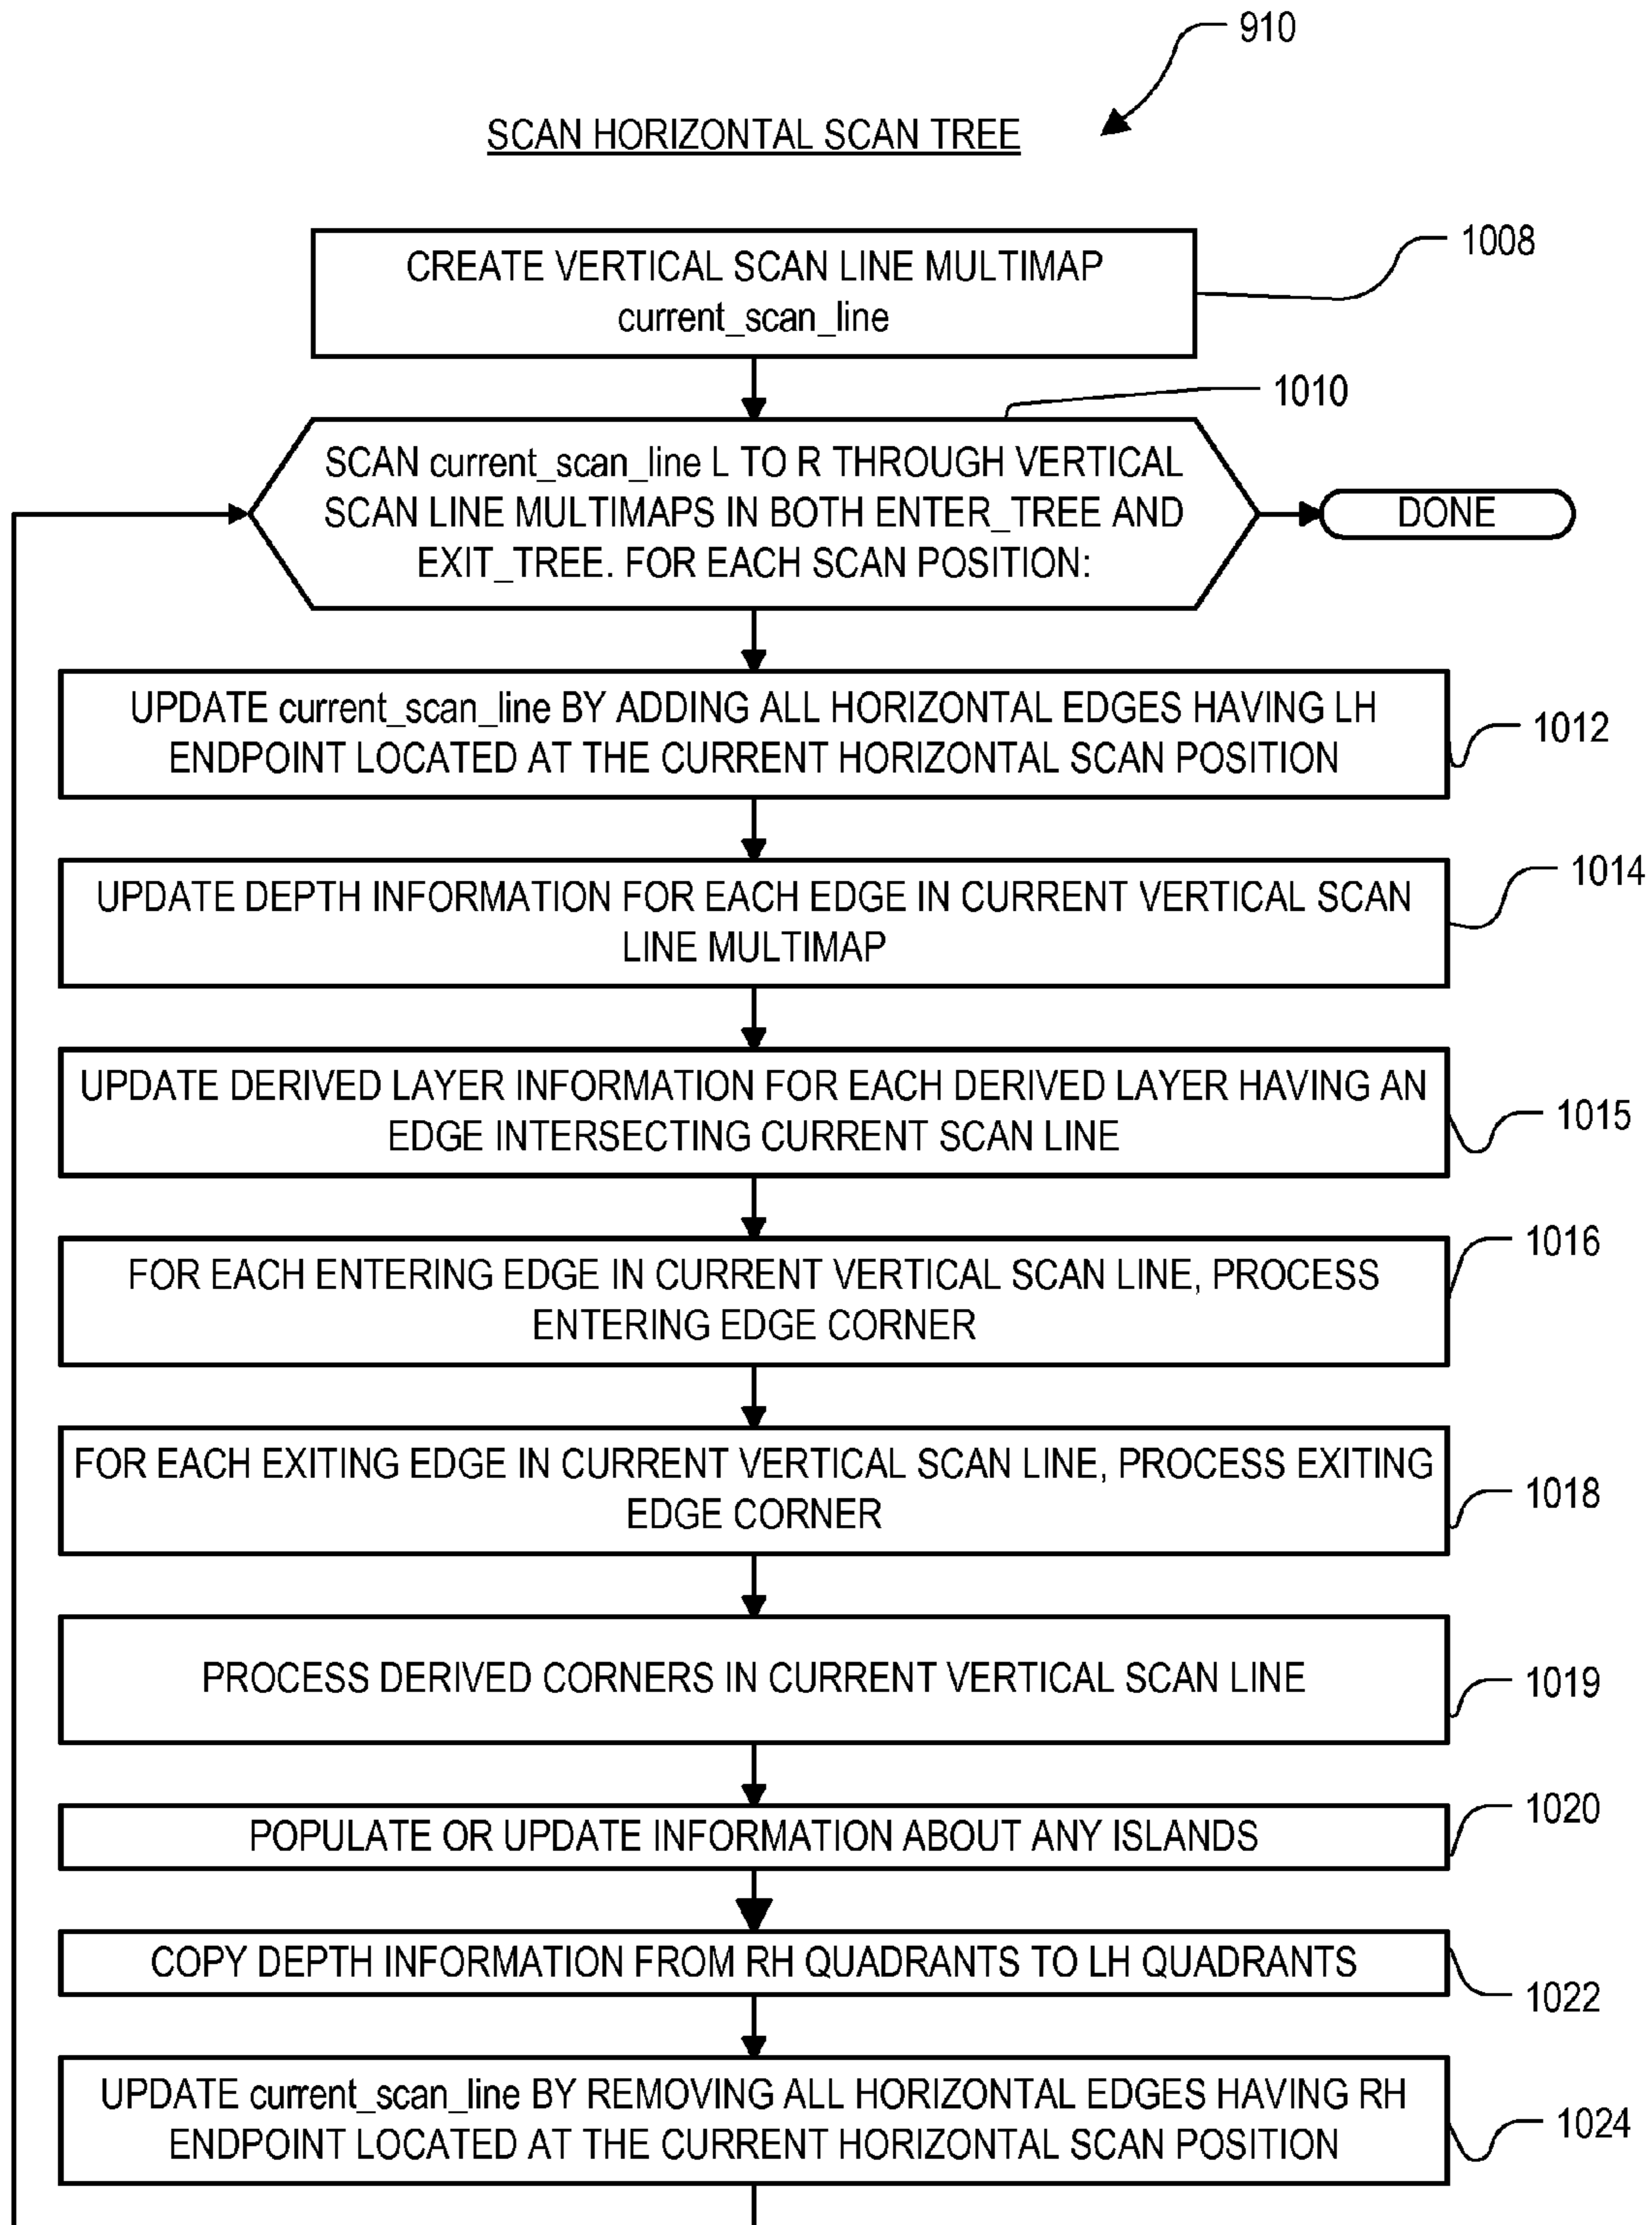 910
SCAN HORIZONTAL SCAN TREE
CREATE VERTICAL SCAN LINE MULTIMAP
current_scan_line
1008
1010
SCAN current_scan_line L TO R THROUGH VERTICAL
SCAN LINE MULTIMAPS IN BOTH ENTER_TREE AND
EXIT_TREE. FOR EACH SCAN POSITION:
DONE
UPDATE current_scan_line BY ADDING ALL HORIZONTAL EDGES HAVING LH
ENDPOINT LOCATED AT THE CURRENT HORIZONTAL SCAN POSITION
1012
UPDATE DEPTH INFORMATION FOR EACH EDGE IN CURRENT VERTICAL SCAN
LINE MULTIMAP
1014
UPDATE DERIVED LAYER INFORMATION FOR EACH DERIVED LAYER HAVING AN
EDGE INTERSECTING CURRENT SCAN LINE
1015
FOR EACH ENTERING EDGE IN CURRENT VERTICAL SCAN LINE, PROCESS
ENTERING EDGE CORNER
1016
FOR EACH EXITING EDGE IN CURRENT VERTICAL SCAN LINE, PROCESS EXITING
EDGE CORNER
1018
PROCESS DERIVED CORNERS IN CURRENT VERTICAL SCAN LINE
1019
POPULATE OR UPDATE INFORMATION ABOUT ANY ISLANDS
1020
COPY DEPTH INFORMATION FROM RH QUADRANTS TO LH QUADRANTS
1022
UPDATE current_scan_line BY REMOVING ALL HORIZONTAL EDGES HAVING RH
ENDPOINT LOCATED AT THE CURRENT HORIZONTAL SCAN POSITION
1024